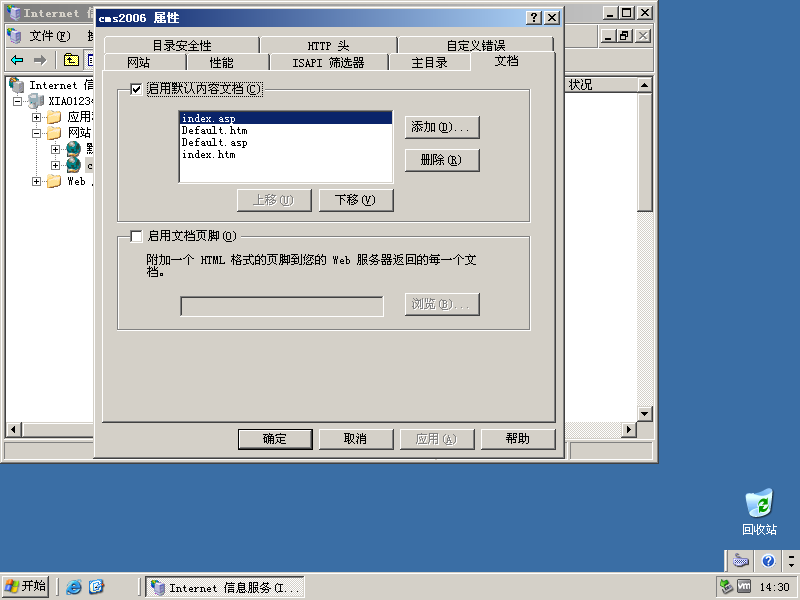 cms2006 属性
Internet 信
文件(F)
目录安全性 HTTP 头 自定义错误
网站 性能 ISAPI 筛选器 主目录 文档
Internet 信
XIAO1234
应用
网站
Web
状况
启用默认内容文档(C)
index.asp
Default.htm
Default.asp
index.htm
添加(D)...
删除(R)
上移(U) 下移(V)
启用文档页脚(O)
附加一个 HTML 格式的页脚到您的 Web 服务器返回的每一个文
档。
浏览(B)...
确定 取消 应用(A) 帮助
回收站
开始 Internet 信息服务(I... 14:30